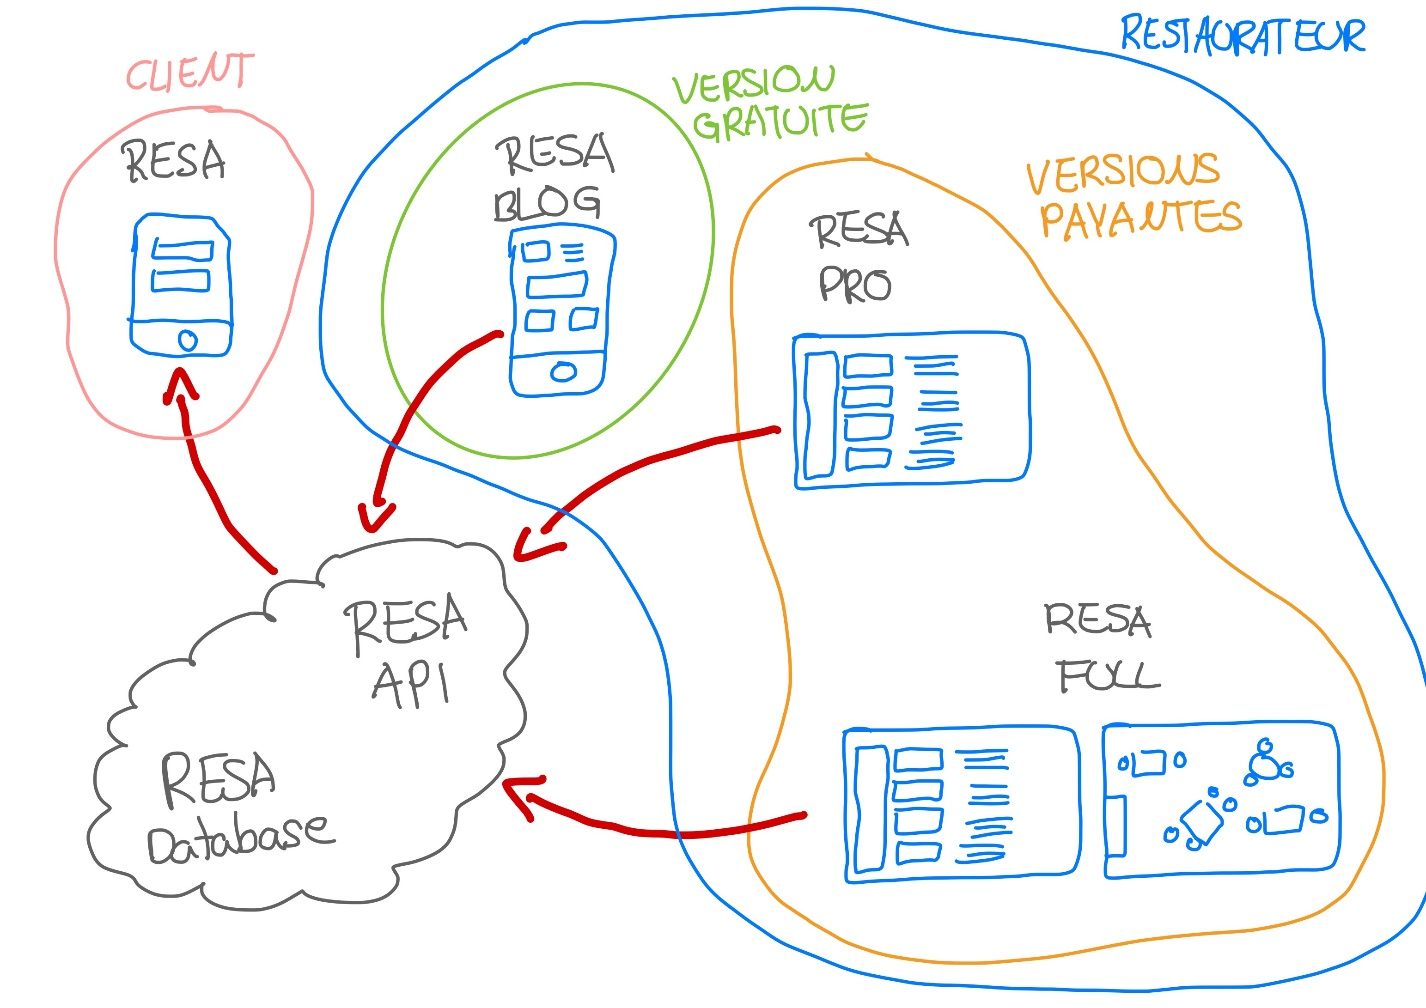 RESTAURATEUR
CLIENT
RESA
VERSION
GRATUITE
RESA
BLOG
VERSIONS
PAYANTES
RESA
PRO
RESA
API
RESA
Database
RESA
FULL